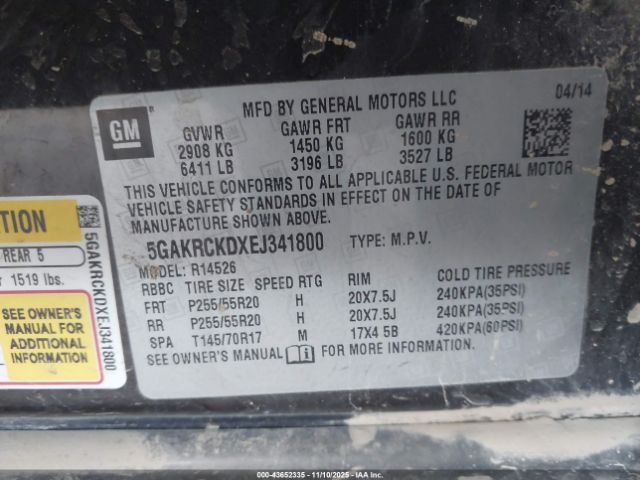 MFD BY GENERAL MOTORS LLC 04/14
GM
GVWR GAWR FRT GAWR RR
2908 KG 1450 KG 1600 KG
6411 LB 3196 LB 3527 LB
THIS VEHICLE CONFORMS TO ALL APPLICABLE U.S. FEDERAL MOTOR
VEHICLE SAFETY STANDARDS IN EFFECT ON THE DATE OF
MANUFACTURE SHOWN ABOVE.
5GAKRCKDXEJ341800 TYPE: M.P.V.
MODEL: R14526
RBBC TIRE SIZE SPEED RTG RIM COLD TIRE PRESSURE
FRT P255/55R20 H 20X7.5J 240KPA(35PSI)
RR P255/55R20 H 20X7.5J 240KPA(35PSI)
SPA T145/70R17 M 17X4.5B 420KPA(60PSI)
SEE OWNER'S MANUAL FOR MORE INFORMATION.
TION
REAR 5
1519 lbs.
SEE OWNER'S
MANUAL FOR
ADDITIONAL
INFORMATION
5GAKRCKDXEJ341800
000-43652335 - 11/10/2025 - IAAI.COM